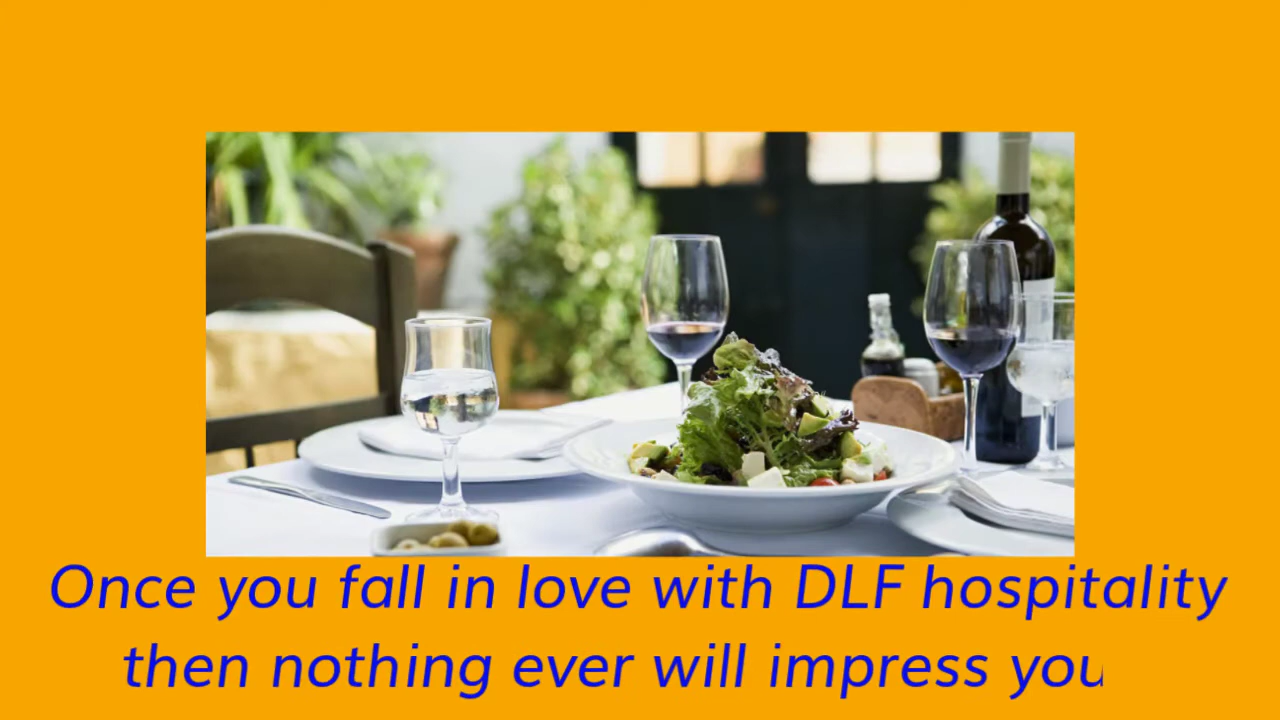 Once you fall in love with DLF hospitality
then nothing ever will impress you